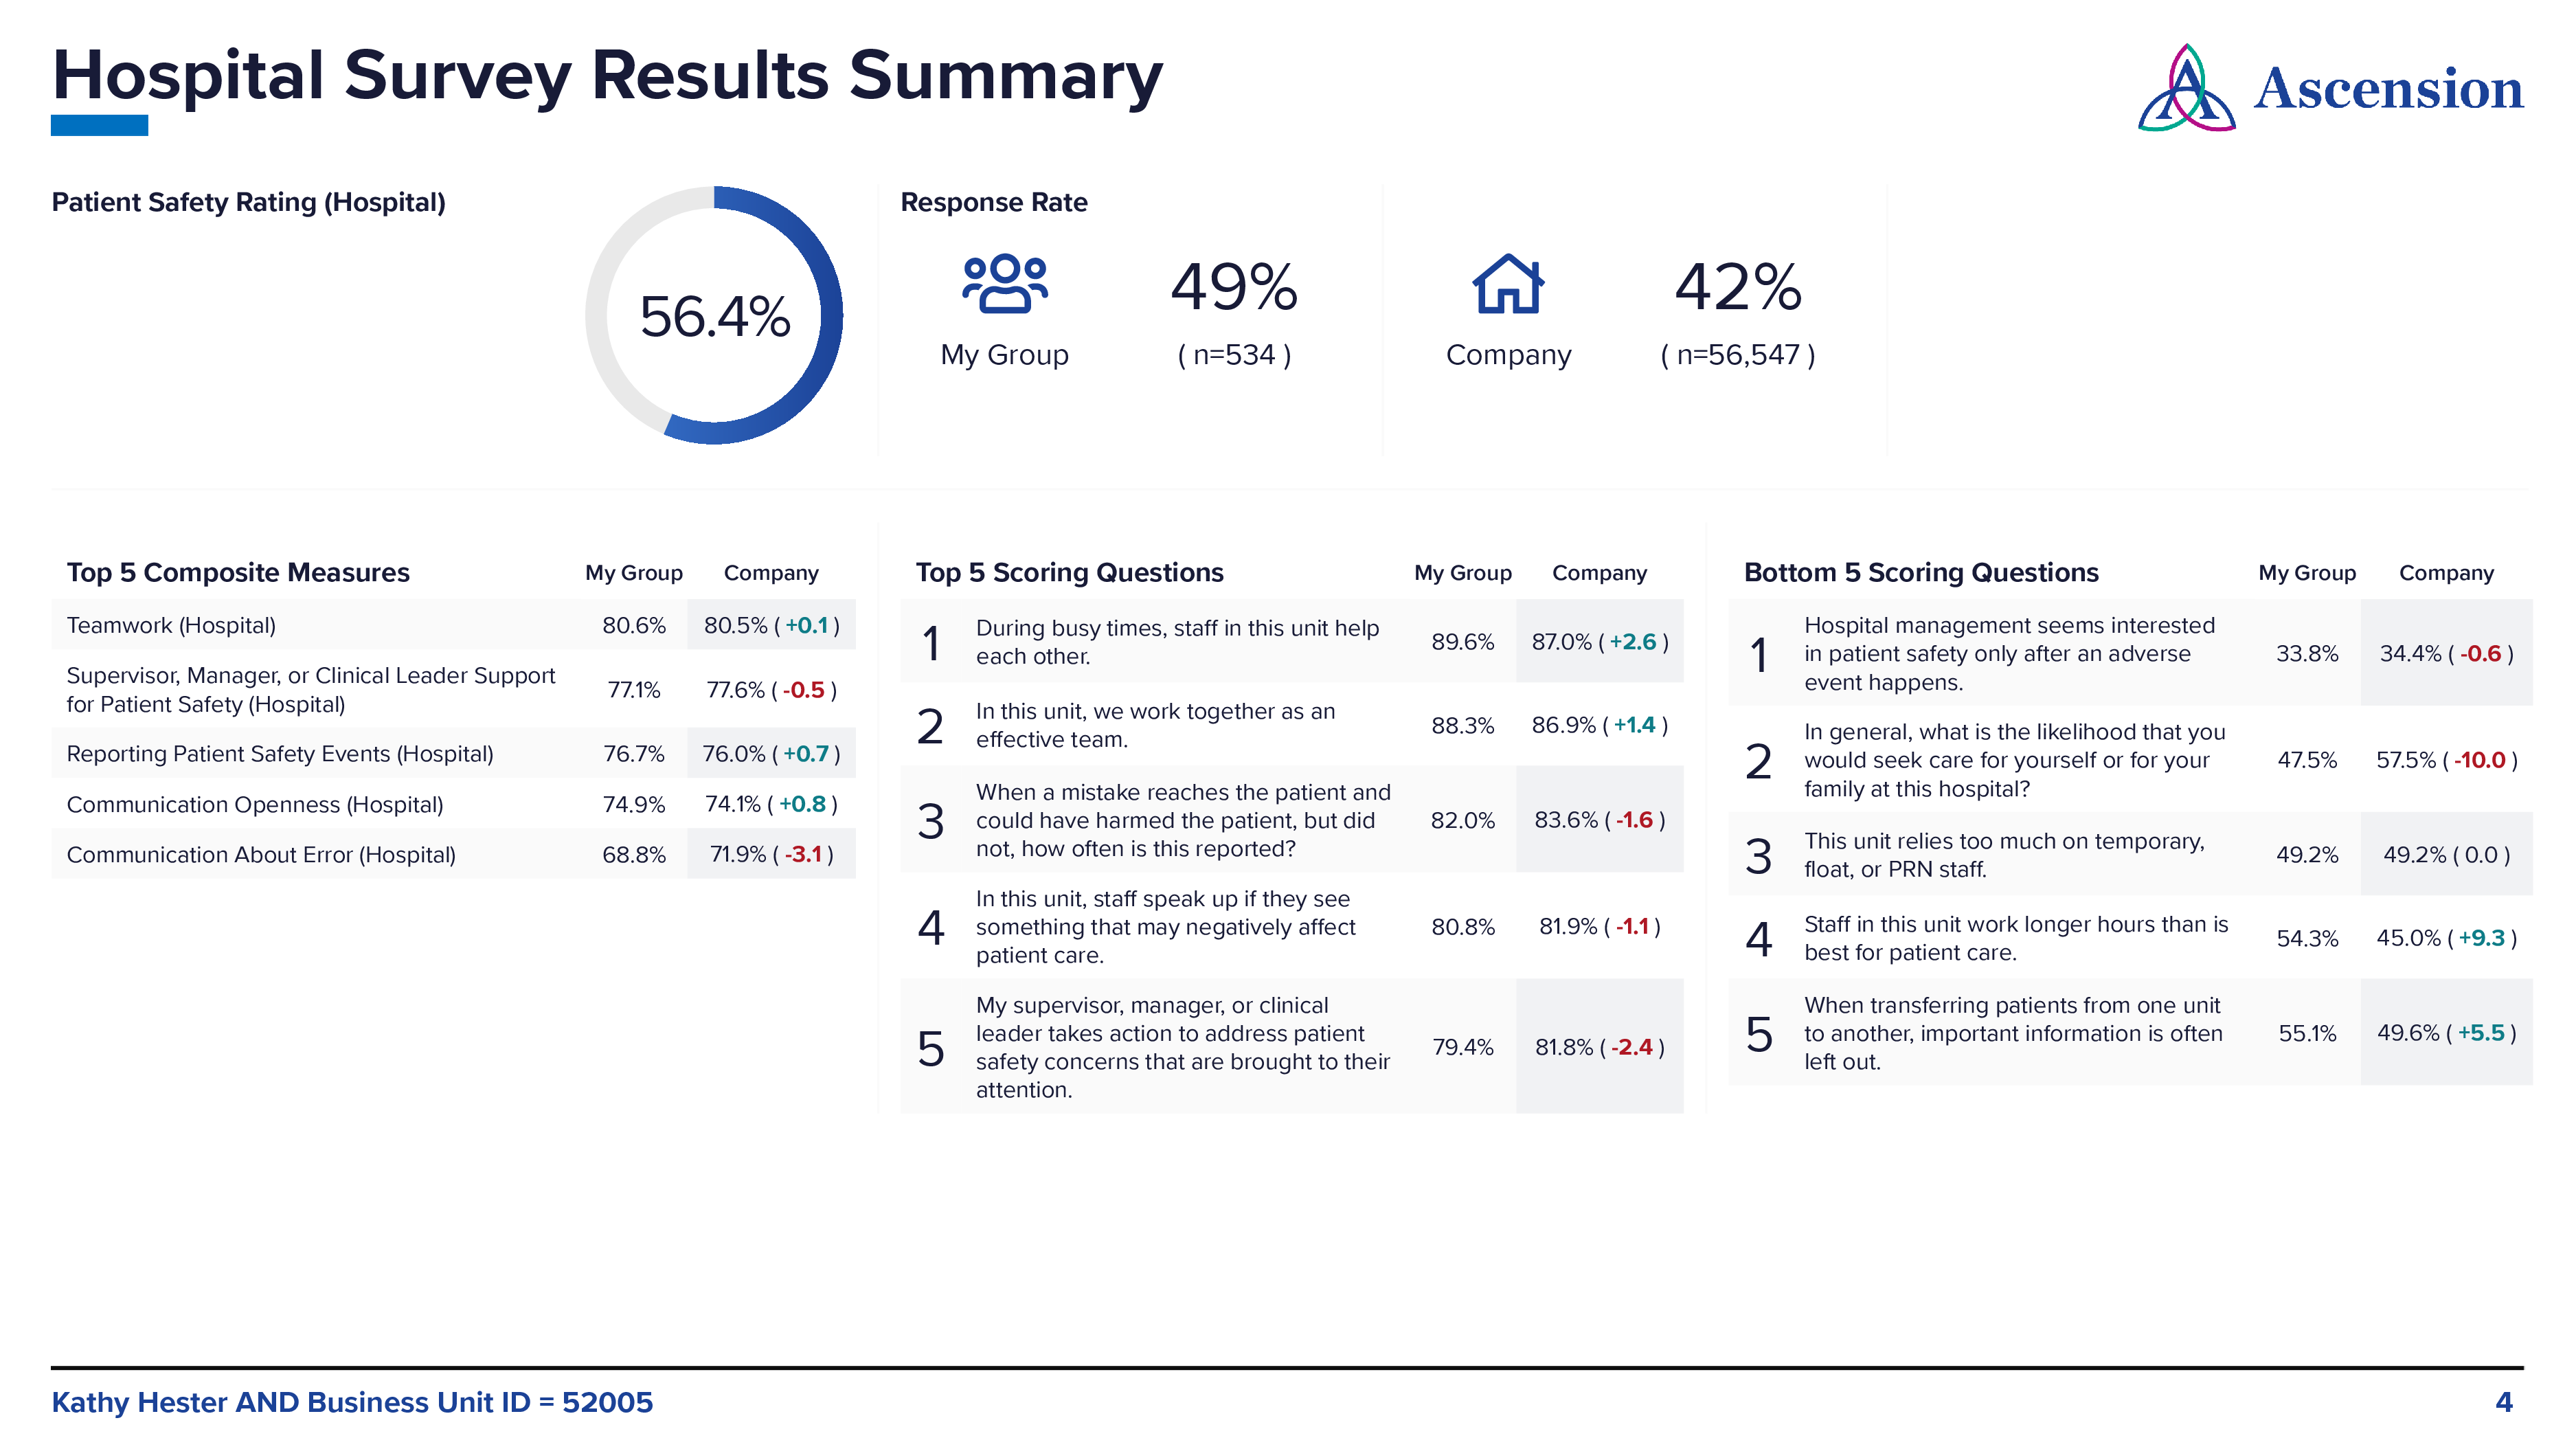 Hospital Survey Results Summary
Ascension
Patient Safety Rating (Hospital)
56.4%
Response Rate
My Group
49%
( n=534 )
Company
42%
( n=56,547 )
Top 5 Composite Measures My Group Company
Teamwork (Hospital) 80.6% 80.5% ( +0.1 )
Supervisor, Manager, or Clinical Leader Support
for Patient Safety (Hospital) 77.1% 77.6% ( -0.5 )
Reporting Patient Safety Events (Hospital) 76.7% 76.0% ( +0.7 )
Communication Openness (Hospital) 74.9% 74.1% ( +0.8 )
Communication About Error (Hospital) 68.8% 71.9% ( -3.1 )
Top 5 Scoring Questions My Group Company
1 During busy times, staff in this unit help
each other. 89.6% 87.0% ( +2.6 )
2 In this unit, we work together as an
effective team. 88.3% 86.9% ( +1.4 )
3 When a mistake reaches the patient and
could have harmed the patient, but did
not, how often is this reported? 82.0% 83.6% ( -1.6 )
4 In this unit, staff speak up if they see
something that may negatively affect
patient care. 80.8% 81.9% ( -1.1 )
5 My supervisor, manager, or clinical
leader takes action to address patient
safety concerns that are brought to their
attention. 79.4% 81.8% ( -2.4 )
Bottom 5 Scoring Questions My Group Company
1 Hospital management seems interested
in patient safety only after an adverse
event happens. 33.8% 34.4% ( -0.6 )
2 In general, what is the likelihood that you
would seek care for yourself or for your
family at this hospital? 47.5% 57.5% ( -10.0 )
3 This unit relies too much on temporary,
float, or PRN staff. 49.2% 49.2% ( 0.0 )
4 Staff in this unit work longer hours than is
best for patient care. 54.3% 45.0% ( +9.3 )
5 When transferring patients from one unit
to another, important information is often
left out. 55.1% 49.6% ( +5.5 )
Kathy Hester AND Business Unit ID = 52005
4